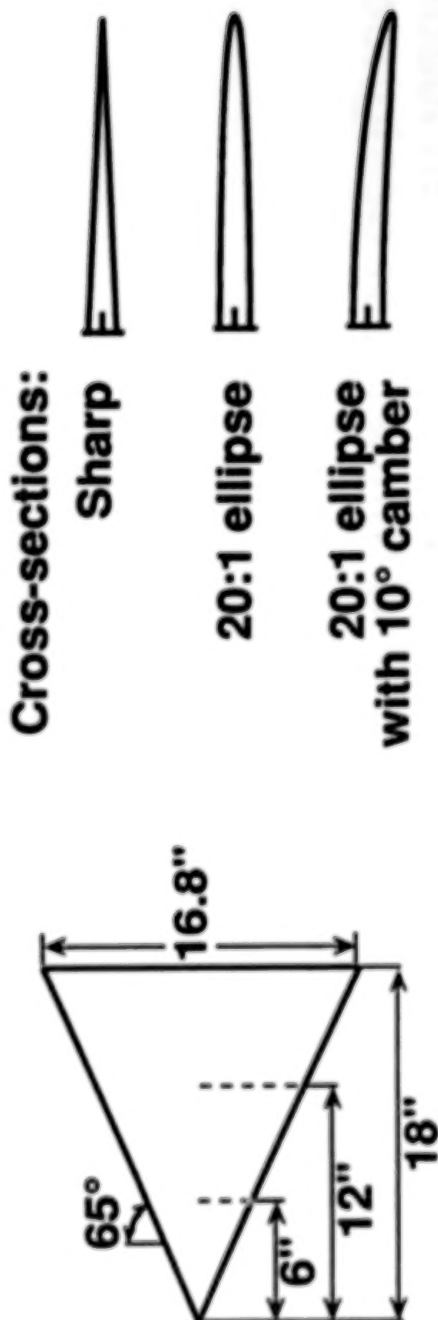 65°
16.8"
6"
12"
18"
Cross-sections:
Sharp
20:1 ellipse
20:1 ellipse
with 10° camber